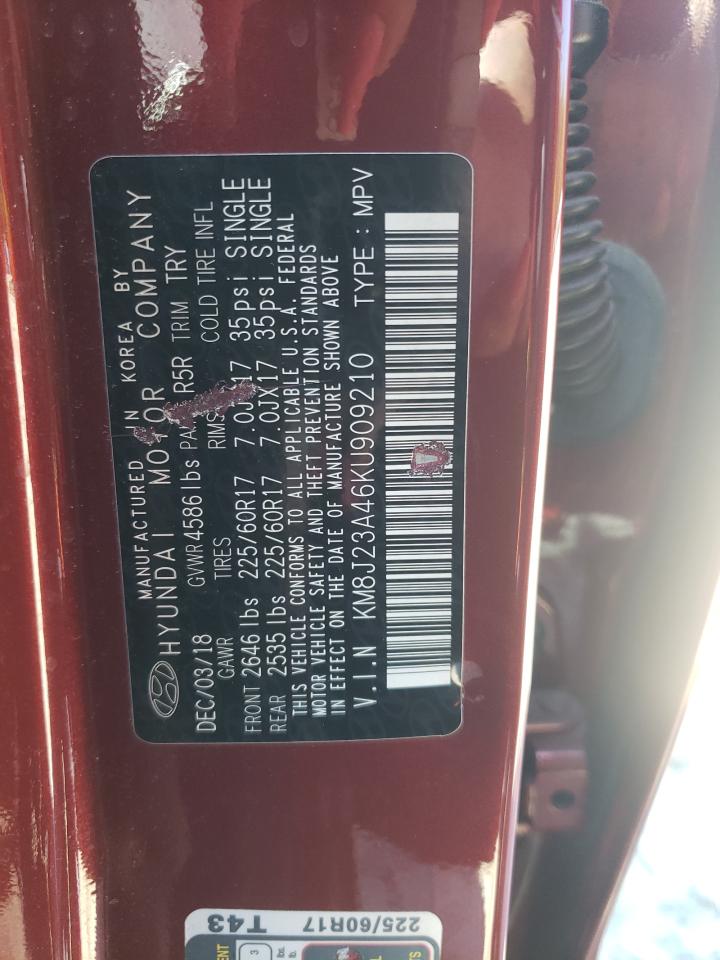 MANUFACTURED IN KOREA BY
HYUNDAI MOTOR COMPANY
DEC/03/18 GVWR 4586 lbs R5R TRIM TRY
GAWR TIRES RIMS COLD TIRE INFL
FRONT 2646 lbs 225/60R17 7.0JX17 35psi SINGLE
REAR 2535 lbs 225/60R17 7.0JX17 35psi SINGLE
THIS VEHICLE CONFORMS TO ALL APPLICABLE U.S.A. FEDERAL
MOTOR VEHICLE SAFETY AND THEFT PREVENTION STANDARDS
IN EFFECT ON THE DATE OF MANUFACTURE SHOWN ABOVE
V.I.N KM8J23A46KU909210 TYPE : MPV
225/60R17 T43